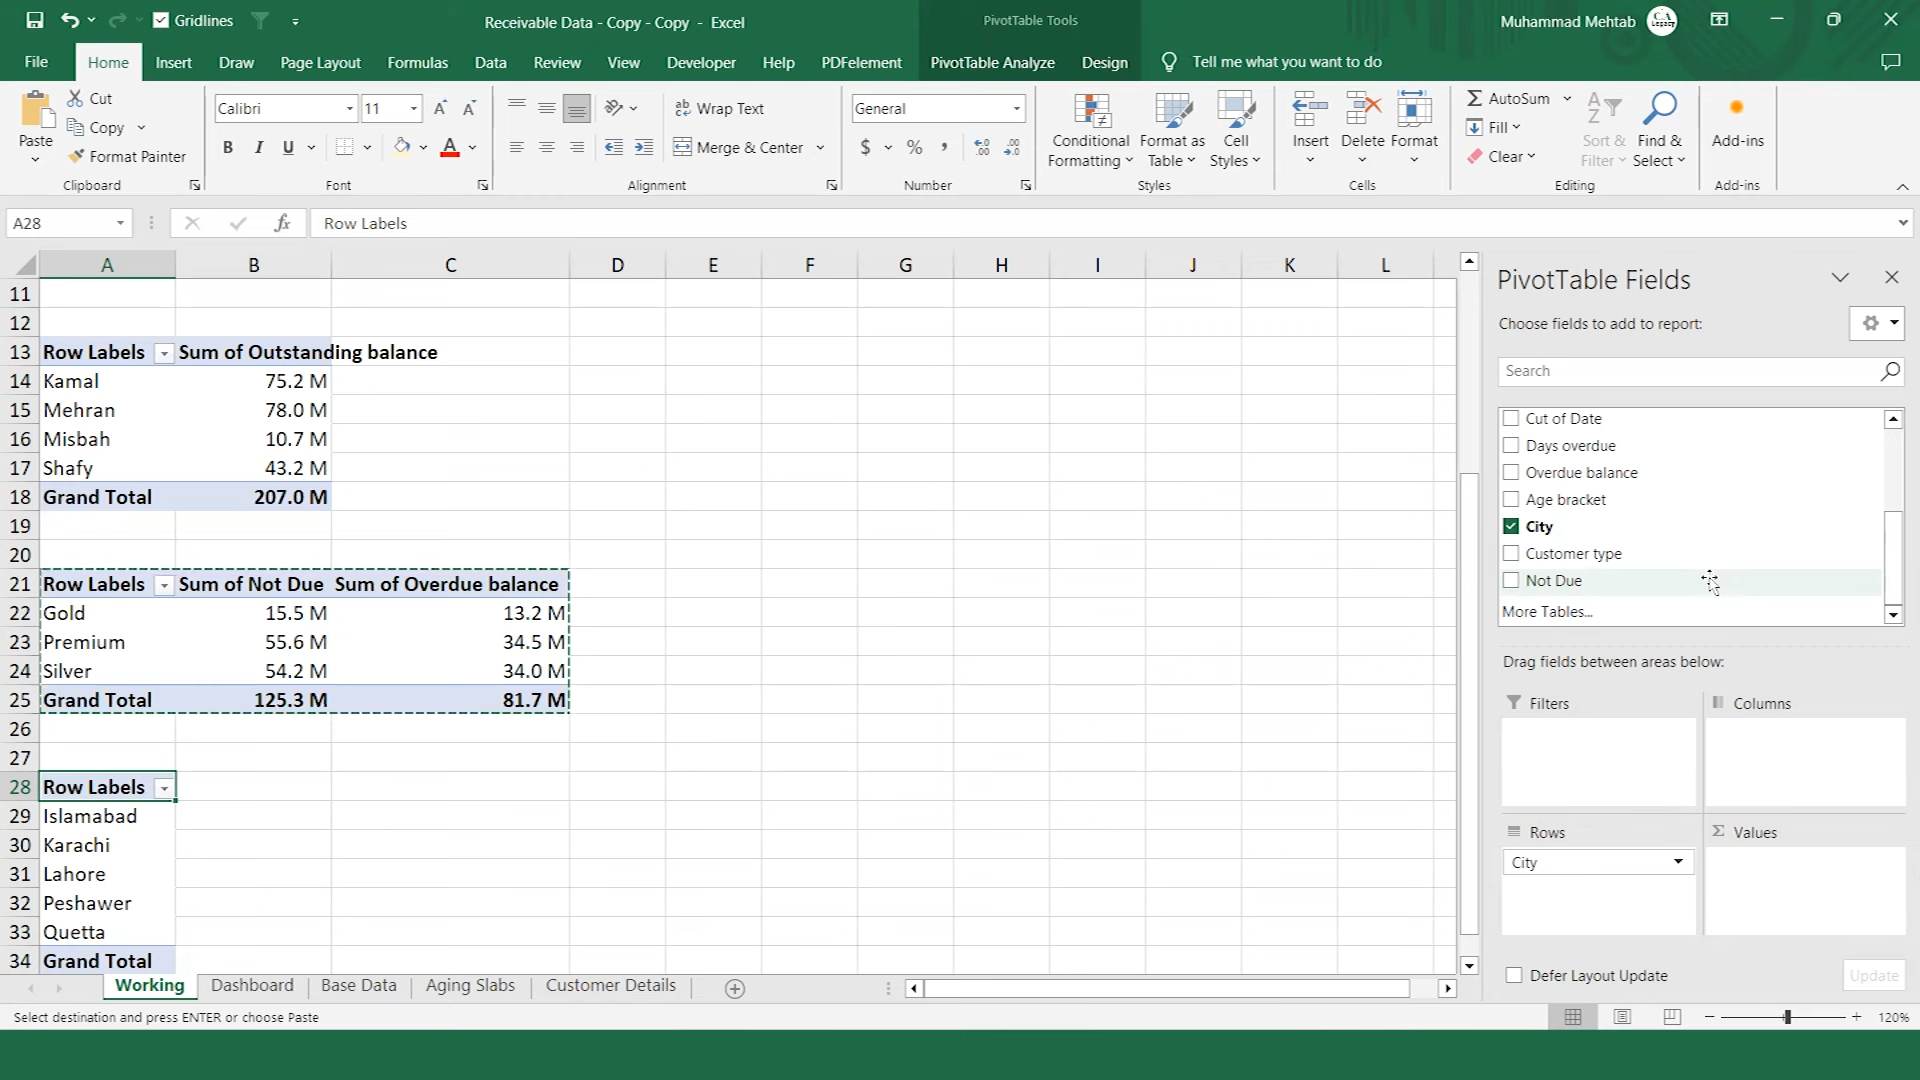 Gridlines
Receivable Data - Copy - Copy - Excel
PivotTable Tools
Muhammad Mehtab
CA
Legacy
File Home Insert Draw Page Layout Formulas Data Review View Developer Help PDFelement PivotTable Analyze Design Tell me what you want to do
Paste
Cut
Copy
Format Painter
Clipboard
Calibri 11
B I U A
Font
Wrap Text
Merge & Center
Alignment
General
$ % ,
Number
Conditional Formatting
Format as Table
Cell Styles
Styles
Insert Delete Format
Cells
AutoSum
Fill
Clear
Sort & Filter
Find & Select
Editing
Add-ins
Add-ins
A28 fx Row Labels
A B C D E F G H I J K L
11
12
13 Row Labels Sum of Outstanding balance
14 Kamal 75.2 M
15 Mehran 78.0 M
16 Misbah 10.7 M
17 Shafy 43.2 M
18 Grand Total 207.0 M
19
20
21 Row Labels Sum of Not Due Sum of Overdue balance
22 Gold 15.5 M 13.2 M
23 Premium 55.6 M 34.5 M
24 Silver 54.2 M 34.0 M
25 Grand Total 125.3 M 81.7 M
26
27
28 Row Labels
29 Islamabad
30 Karachi
31 Lahore
32 Peshawer
33 Quetta
34 Grand Total
PivotTable Fields
Choose fields to add to report:
Search
Cut of Date
Days overdue
Overdue balance
Age bracket
City
Customer type
Not Due
More Tables...
Drag fields between areas below:
Filters
Columns
Rows
Σ Values
City
Defer Layout Update Update
Working Dashboard Base Data Aging Slabs Customer Details
Select destination and press ENTER or choose Paste
120%